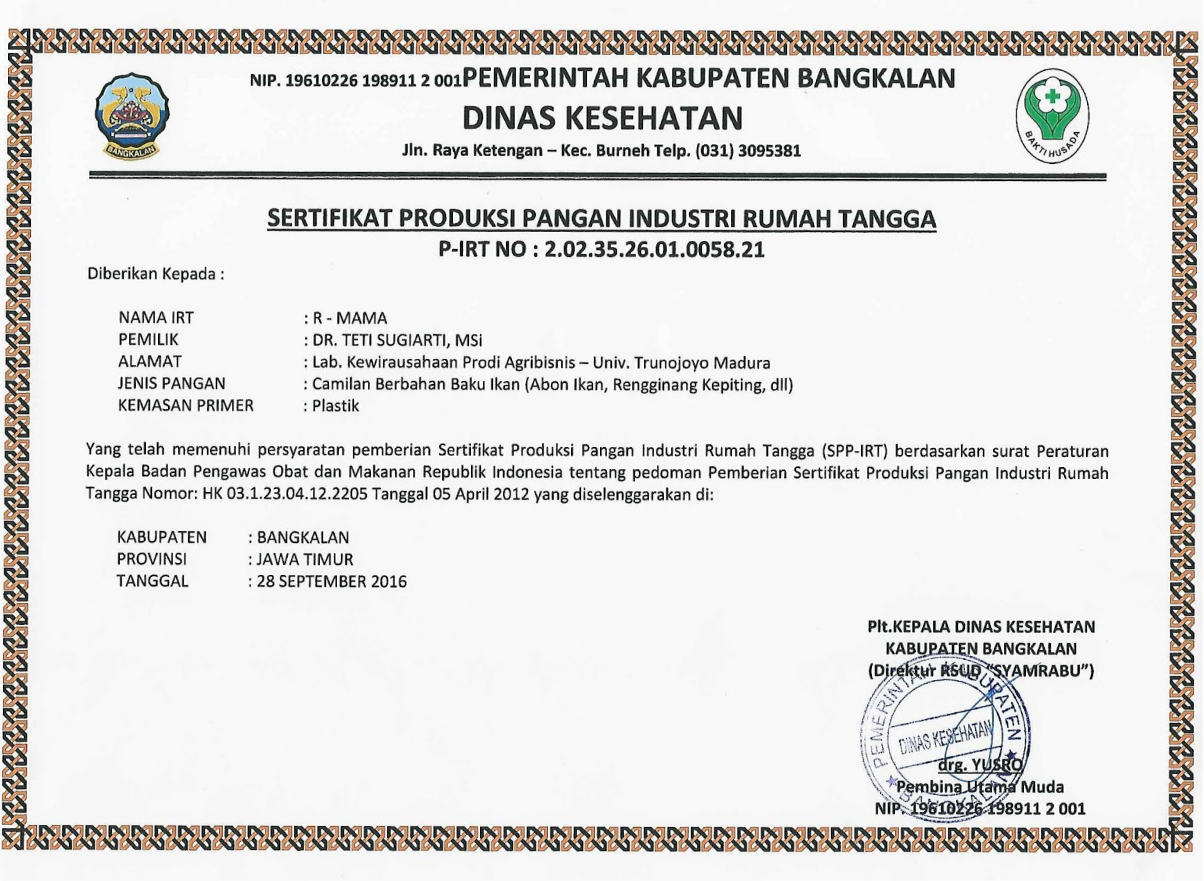 NIP. 19610226 198911 2 001PEMERINTAH KABUPATEN BANGKALAN
DINAS KESEHATAN
Jln. Raya Ketengan – Kec. Burneh Telp. (031) 3095381
BANGKALAN
BAKTI HUSADA
SERTIFIKAT PRODUKSI PANGAN INDUSTRI RUMAH TANGGA
P-IRT NO : 2.02.35.26.01.0058.21
Diberikan Kepada :
NAMA IRT : R - MAMA
PEMILIK : DR. TETI SUGIARTI, MSi
ALAMAT : Lab. Kewirausahaan Prodi Agribisnis – Univ. Trunojoyo Madura
JENIS PANGAN : Camilan Berbahan Baku Ikan (Abon Ikan, Rengginang Kepiting, dll)
KEMASAN PRIMER : Plastik
Yang telah memenuhi persyaratan pemberian Sertifikat Produksi Pangan Industri Rumah Tangga (SPP-IRT) berdasarkan surat Peraturan
Kepala Badan Pengawas Obat dan Makanan Republik Indonesia tentang pedoman Pemberian Sertifikat Produksi Pangan Industri Rumah
Tangga Nomor: HK 03.1.23.04.12.2205 Tanggal 05 April 2012 yang diselenggarakan di:
KABUPATEN : BANGKALAN
PROVINSI : JAWA TIMUR
TANGGAL : 28 SEPTEMBER 2016
Plt.KEPALA DINAS KESEHATAN
KABUPATEN BANGKALAN
(Direktur RSUD "SYAMRABU")
PEMERINTAH KABUPATEN
DINAS KESEHATAN
BANGKALAN
drg. YUSRO
Pembina Utama Muda
NIP. 19610226 198911 2 001